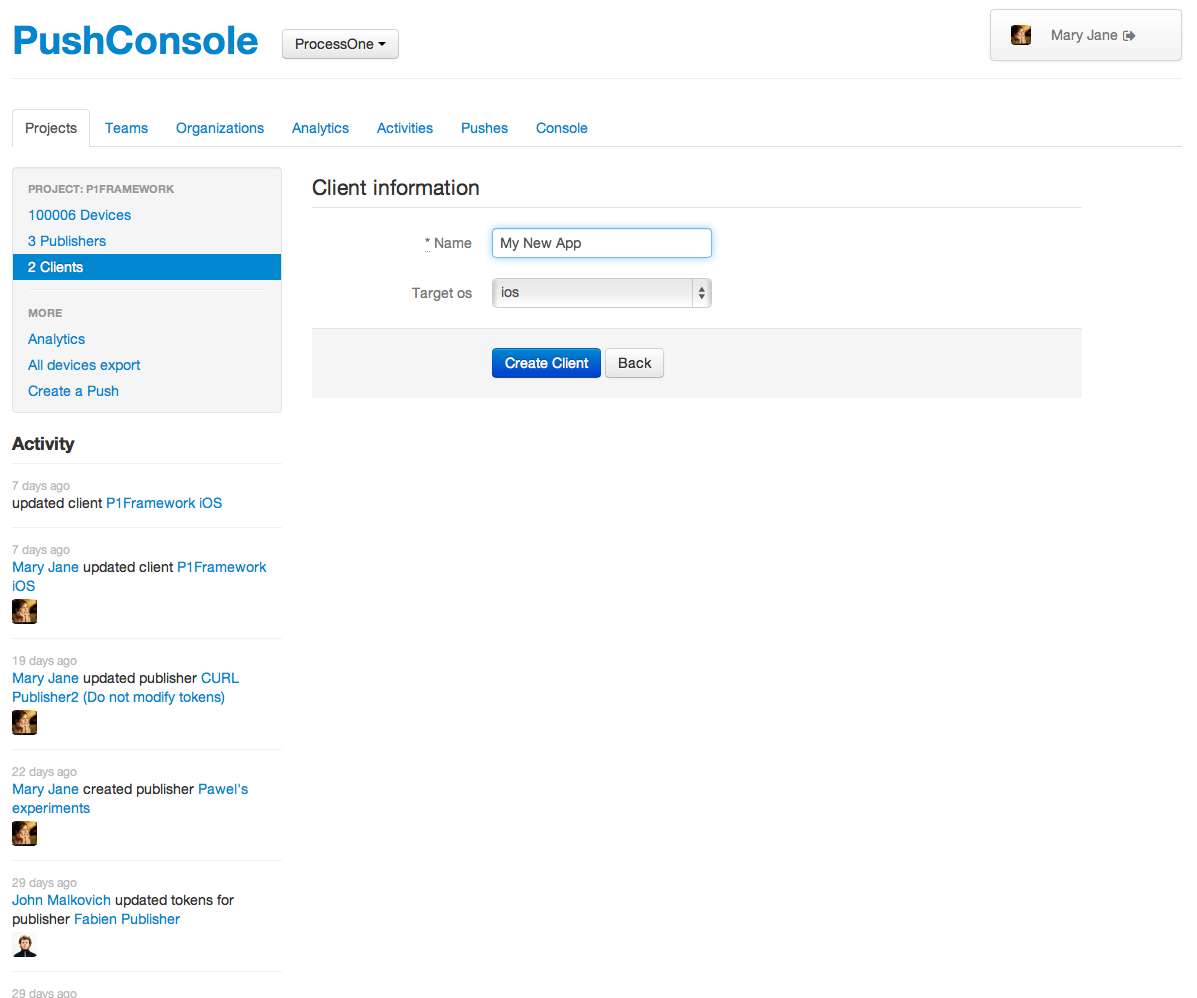 PushConsole
ProcessOne
Mary Jane
Projects
Teams
Organizations
Analytics
Activities
Pushes
Console
PROJECT: P1FRAMEWORK
100006 Devices
3 Publishers
2 Clients
MORE
Analytics
All devices export
Create a Push
Activity
7 days ago
updated client P1Framework iOS
7 days ago
Mary Jane updated client P1Framework
iOS
19 days ago
Mary Jane updated publisher CURL
Publisher2 (Do not modify tokens)
22 days ago
Mary Jane created publisher Pawel's
experiments
29 days ago
John Malkovich updated tokens for
publisher Fabien Publisher
29 days ago
Client information
* Name
My New App
Target os
ios
Create Client
Back